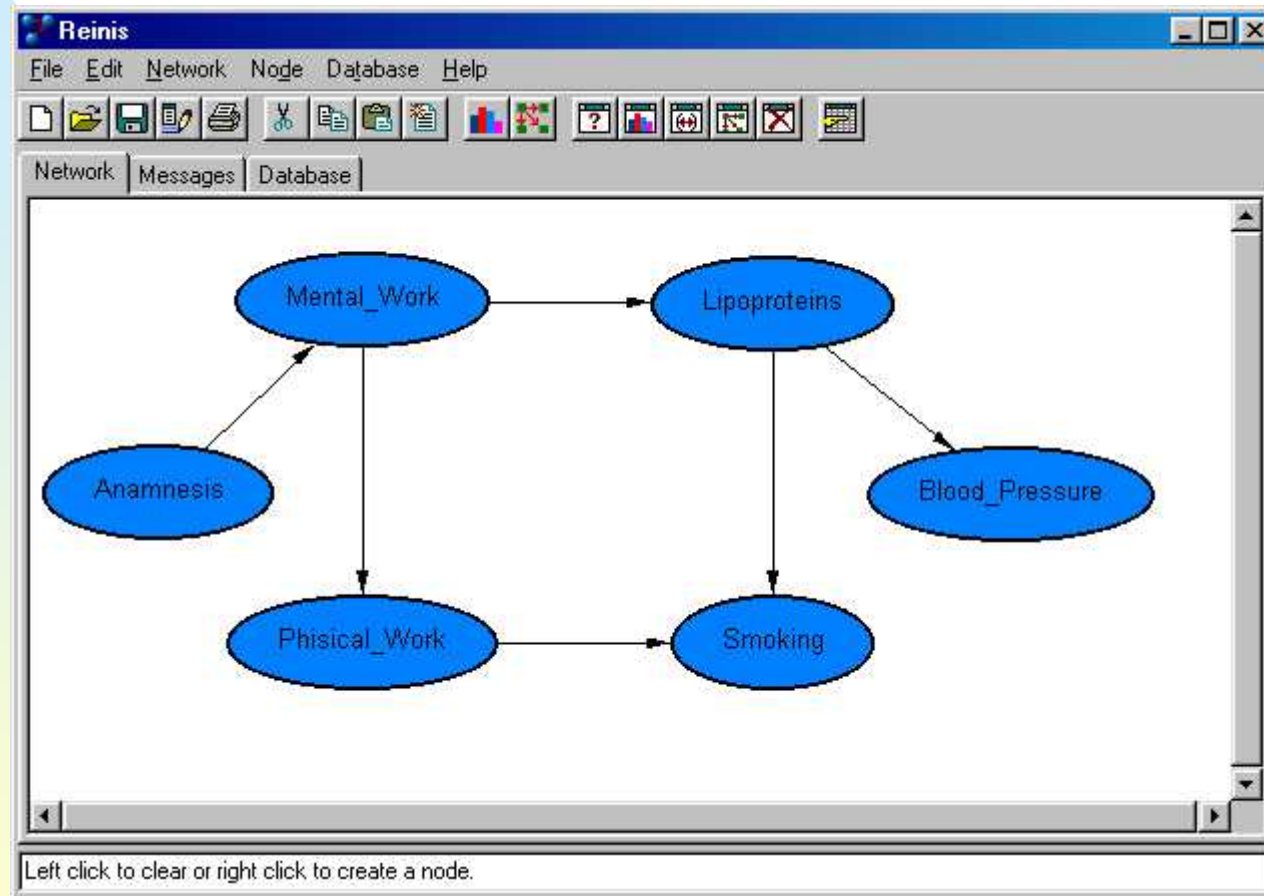 Reinis
File Edit Network Node Database Help
?
Network Messages Database
Mental_Work Lipoproteins
Anamnesis Blood_Pressure
Phisical_Work Smoking
Left click to clear or right click to create a node.